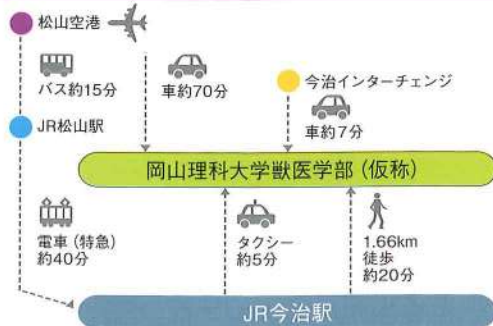 松山空港
バス約15分
車約70分
今治インターチェンジ
車約7分
JR松山駅
岡山理科大学獣医学部（仮称）
電車（特急）
約40分
タクシー
約5分
1.66km
徒歩
約20分
JR今治駅